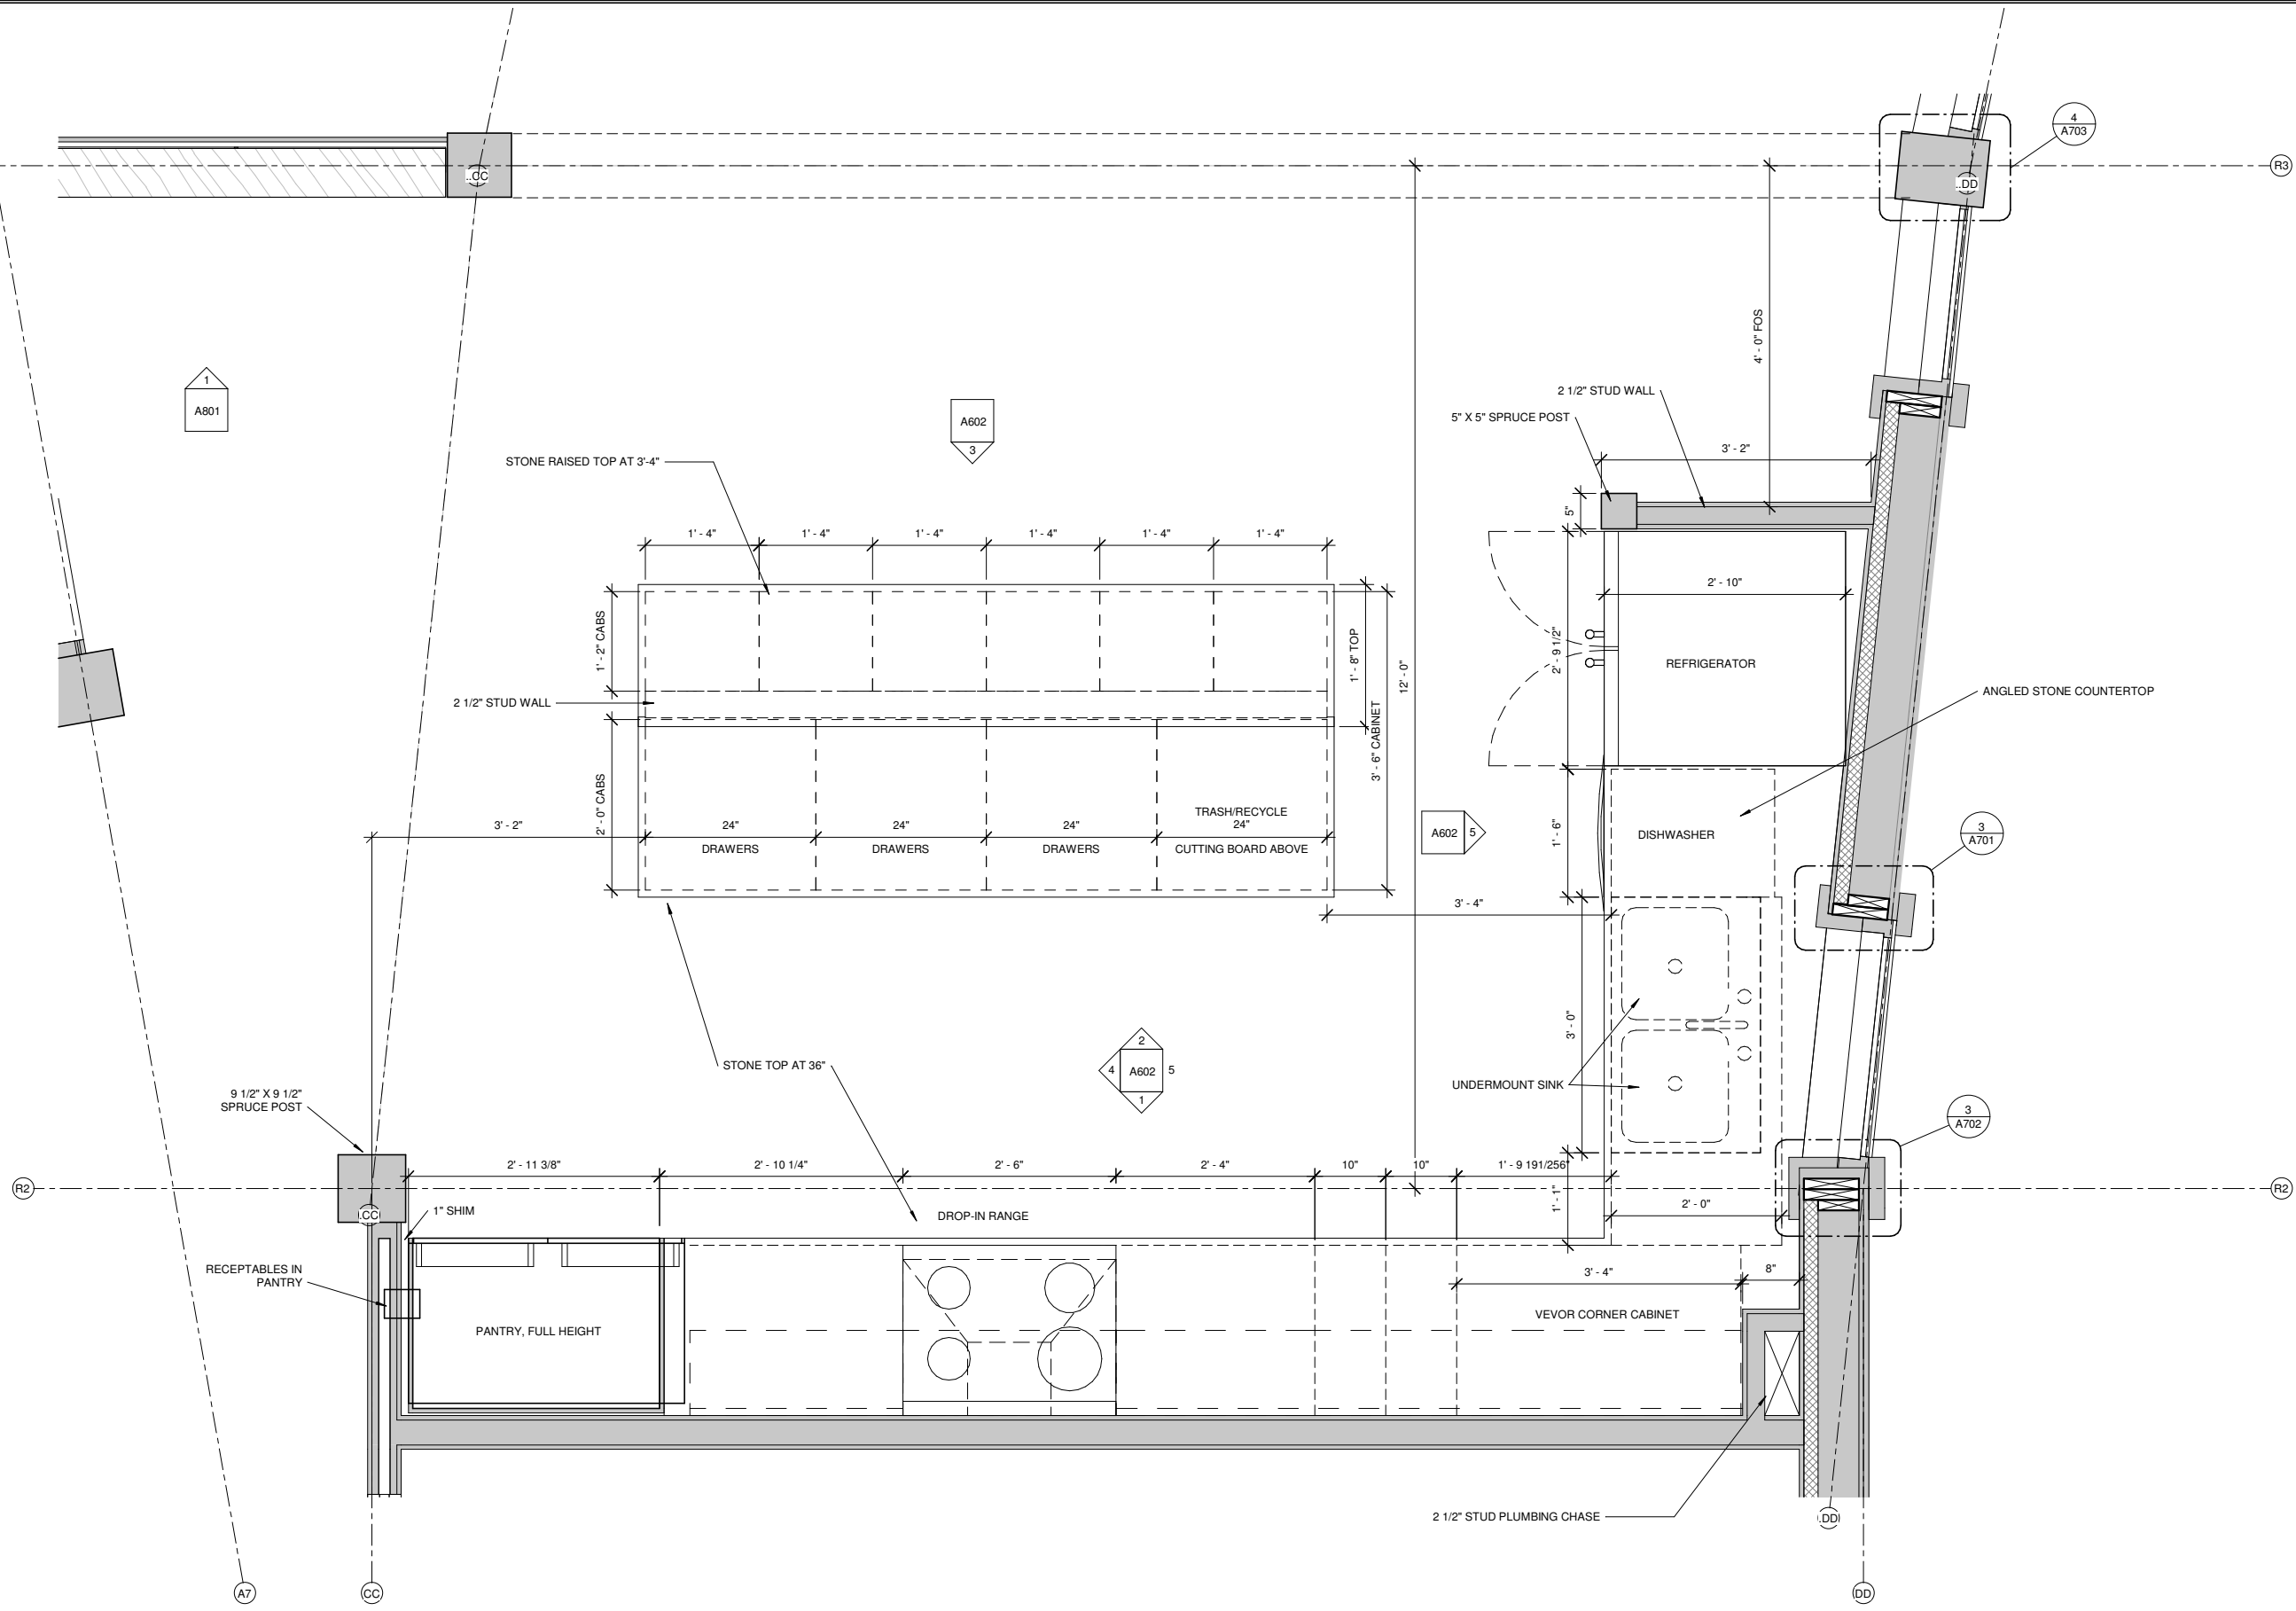 4
A703
R3
..CC
..DD
4' - 0" FOS
1
A801
A602
3
2 1/2" STUD WALL
5" X 5" SPRUCE POST
3' - 2"
STONE RAISED TOP AT 3'-4"
5"
1' - 4"
1' - 4"
1' - 4"
1' - 4"
1' - 4"
1' - 4"
2' - 10"
1' - 2" CABS
1' - 8" TOP
12' - 0"
2' - 9 1/2"
REFRIGERATOR
ANGLED STONE COUNTERTOP
2 1/2" STUD WALL
3' - 6" CABINET
2' - 0" CABS
TRASH/RECYCLE
3' - 2"
24"
24"
24"
24"
DRAWERS
DRAWERS
DRAWERS
CUTTING BOARD ABOVE
A602
5
1' - 6"
DISHWASHER
3
A701
3' - 4"
3' - 0"
STONE TOP AT 36"
2
4
A602
5
1
UNDERMOUNT SINK
9 1/2" X 9 1/2"
SPRUCE POST
3
A702
2' - 11 3/8"
2' - 10 1/4"
2' - 6"
2' - 4"
10"
10"
1' - 9 191/256"
R2
R2
1' - 1"
2' - 0"
.CC
1" SHIM
DROP-IN RANGE
RECEPTABLES IN
PANTRY
3' - 4"
8"
VEVOR CORNER CABINET
PANTRY, FULL HEIGHT
2 1/2" STUD PLUMBING CHASE
.DD
A7
CC
DD